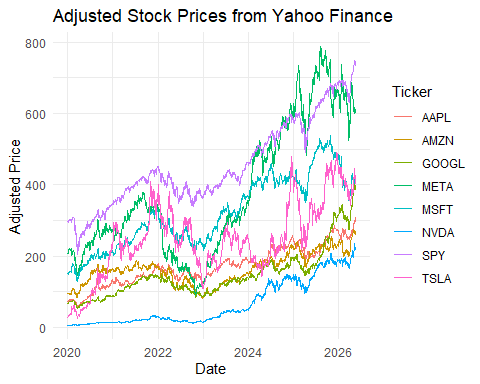 Adjusted Stock Prices from Yahoo Finance
800
600
400
200
0
Adjusted Price
2020
2022
2024
2026
Date
Ticker
AAPL
AMZN
GOOGL
META
MSFT
NVDA
SPY
TSLA